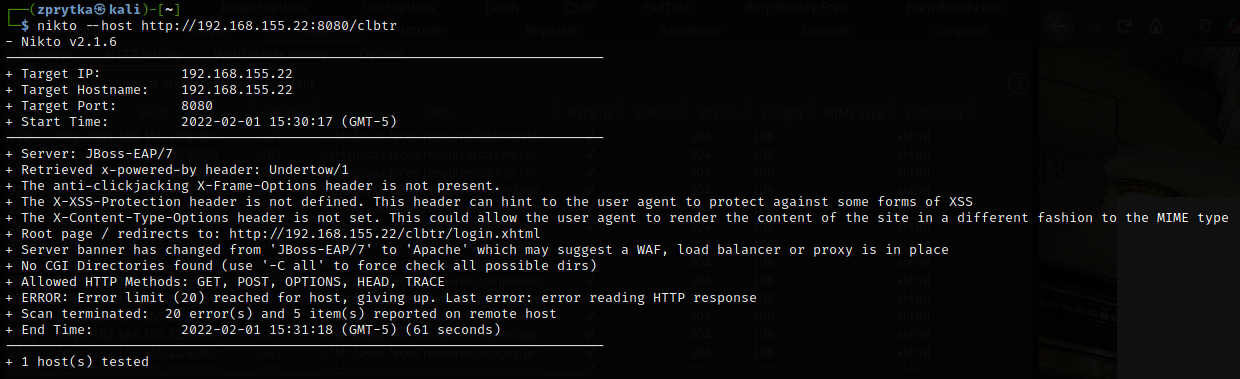 ┌──(zprytka㉿kali)-[~]
└─$ nikto --host http://192.168.155.22:8080/clbtr
- Nikto v2.1.6
---------------------------------------------------------------------------
+ Target IP:          192.168.155.22
+ Target Hostname:    192.168.155.22
+ Target Port:        8080
+ Start Time:         2022-02-01 15:30:17 (GMT-5)
---------------------------------------------------------------------------
+ Server: JBoss-EAP/7
+ Retrieved x-powered-by header: Undertow/1
+ The anti-clickjacking X-Frame-Options header is not present.
+ The X-XSS-Protection header is not defined. This header can hint to the user agent to protect against some forms of XSS
+ The X-Content-Type-Options header is not set. This could allow the user agent to render the content of the site in a different fashion to the MIME type
+ Root page / redirects to: http://192.168.155.22/clbtr/login.xhtml
+ Server banner has changed from 'JBoss-EAP/7' to 'Apache' which may suggest a WAF, load balancer or proxy is in place
+ No CGI Directories found (use '-C all' to force check all possible dirs)
+ Allowed HTTP Methods: GET, POST, OPTIONS, HEAD, TRACE
+ ERROR: Error limit (20) reached for host, giving up. Last error: error reading HTTP response
+ Scan terminated:  20 error(s) and 5 item(s) reported on remote host
+ End Time:           2022-02-01 15:31:18 (GMT-5) (61 seconds)
---------------------------------------------------------------------------
+ 1 host(s) tested